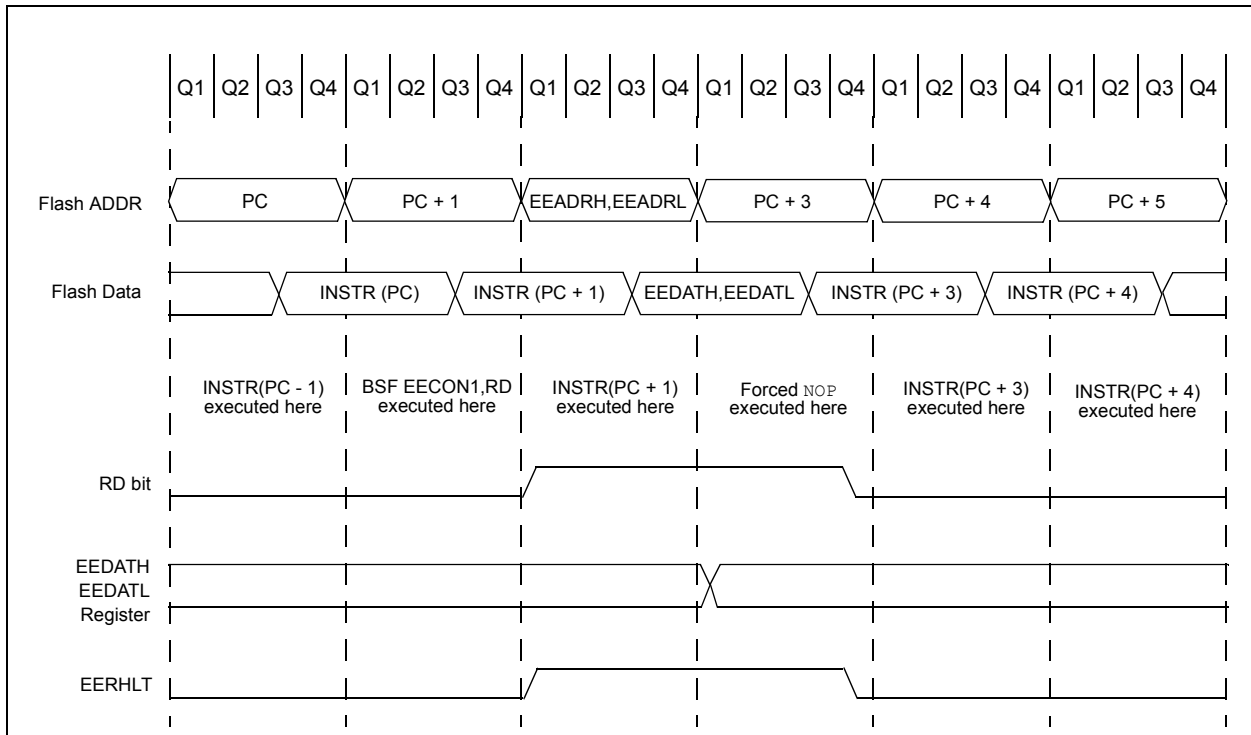 Q1 Q2 Q3 Q4 Q1 Q2 Q3 Q4 Q1 Q2 Q3 Q4 Q1 Q2 Q3 Q4 Q1 Q2 Q3 Q4 Q1 Q2 Q3 Q4
Flash ADDR PC PC + 1 EEADRH,EEADRL PC + 3 PC + 4 PC + 5
Flash Data INSTR (PC) INSTR (PC + 1) EEDATH,EEDATL INSTR (PC + 3) INSTR (PC + 4)
INSTR(PC - 1) BSF EECON1,RD INSTR(PC + 1) Forced NOP INSTR(PC + 3) INSTR(PC + 4)
executed here executed here executed here executed here executed here executed here
RD bit
EEDATH
EEDATL
Register
EERHLT